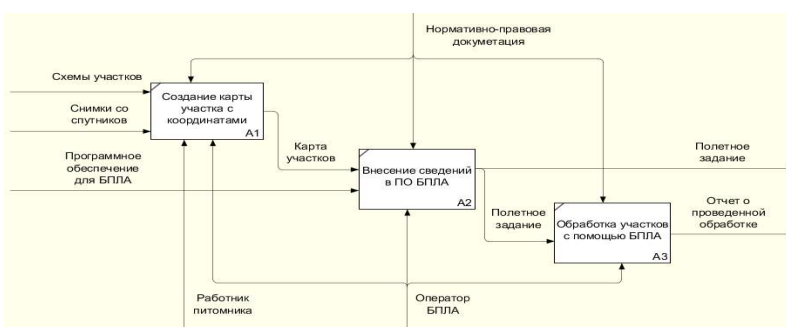 Нормативно-правовая
докуметация
Схемы участков
Снимки со
спутников
Создание карты
участка с
координатами
A1
Программное
обеспечение
для БПЛА
Карта
участков
Внесение сведений
в ПО БПЛА
A2
Полетное
задание
Полетное
задание
Обработка участков
с помощью БПЛА
A3
Отчет о
проведенной
обработке
Работник
питомника
Оператор
БПЛА